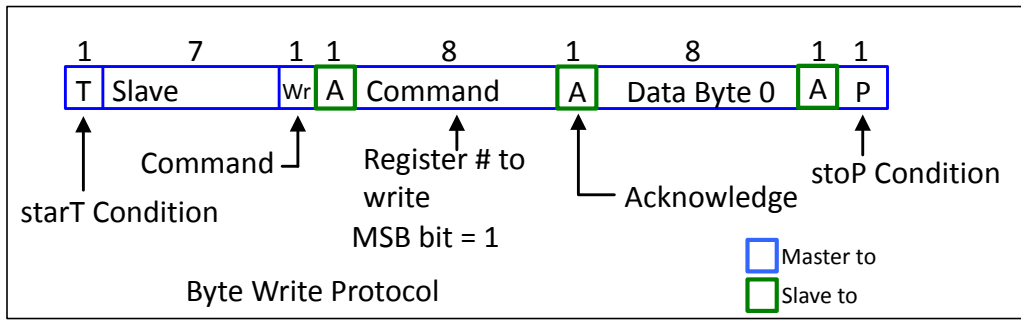 1 7 1 1 8 1 8 1 1
T Slave Wr A Command A Data Byte 0 A P
Command
Register # to
write
MSB bit = 1
starT Condition
Acknowledge
stoP Condition
Master to
Slave to
Byte Write Protocol